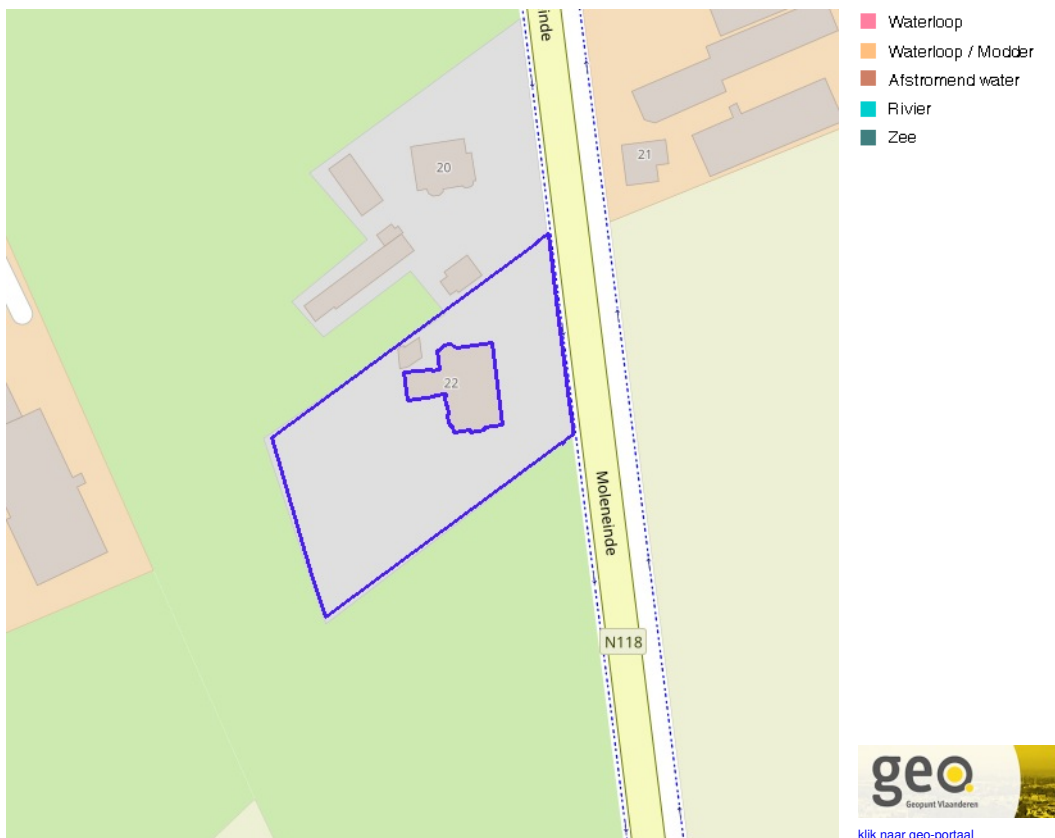 einde
20
21
22
Moleneinde
N118
Waterloop
Waterloop / Modder
Afstromend water
Rivier
Zee
geo.
Geopunt Vlaanderen
klik naar geo-portaal